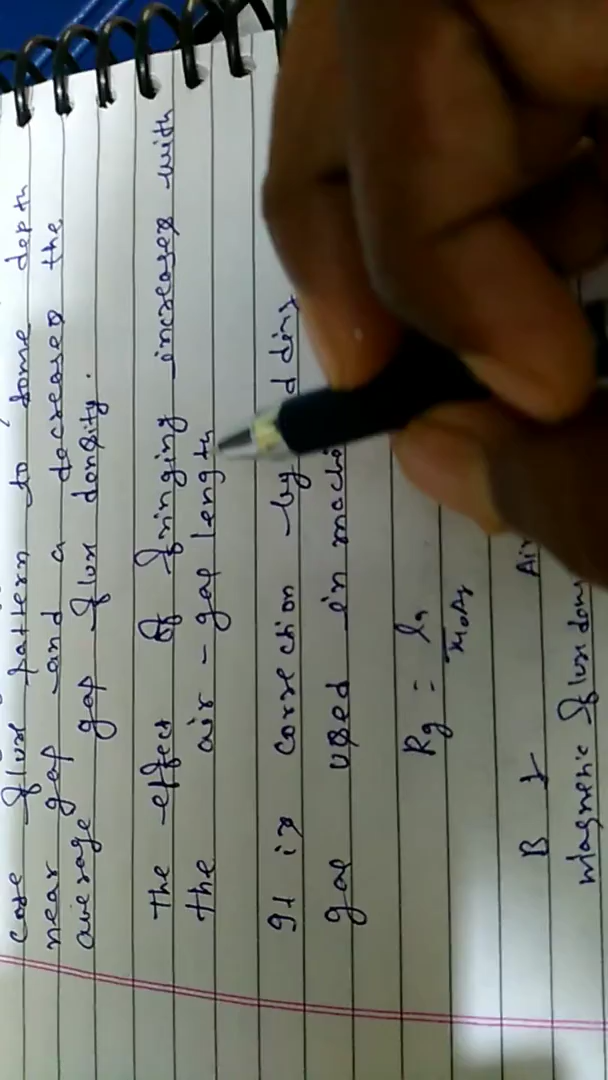 core flux pattern to some depth
near gap and a decreases the
average gap flux density.
The effect of fringing increases with
the air-gap length
It is correction by dding
gap used in machi
Rg = lg
μ0Ag
B Air
Magnetic flux den